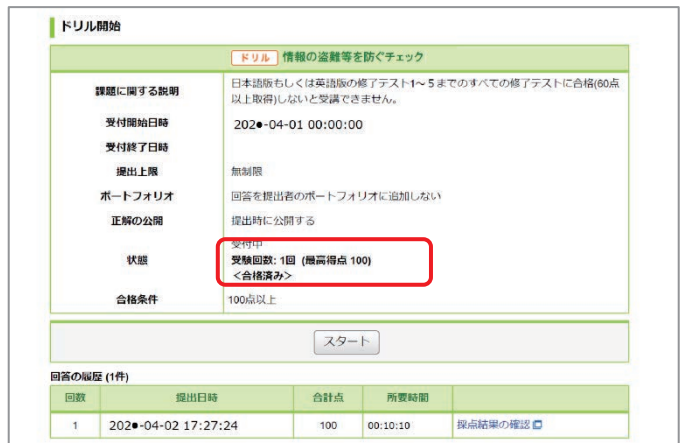 ドリル開始
ドリル 情報の盗難等を防ぐチェック
課題に関する説明
日本語版もしくは英語版の修了テスト1~5までのすべての修了テストに合格(60点
以上取得)しないと受講できません。
受付開始日時
202●-04-01 00:00:00
受付終了日時
提出上限
無制限
ポートフォリオ
回答を提出者のポートフォリオに追加しない
正解の公開
提出時に公開する
状態
受付中
受験回数: 1回 (最高得点 100)
<合格済み>
合格条件
100点以上
スタート
回答の履歴 (1件)
回数 提出日時 合計点 所要時間
1 202●-04-02 17:27:24 100 00:10:10 採点結果の確認